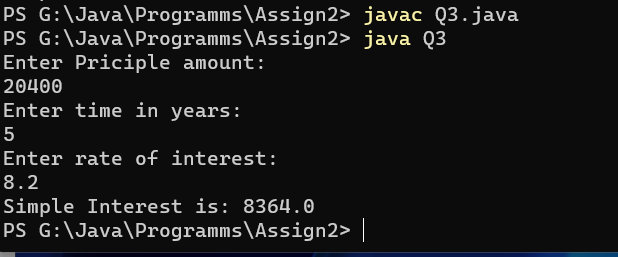 PS G:\Java\Programms\Assign2> javac Q3.java
PS G:\Java\Programms\Assign2> java Q3
Enter Priciple amount:
20400
Enter time in years:
5
Enter rate of interest:
8.2
Simple Interest is: 8364.0
PS G:\Java\Programms\Assign2>